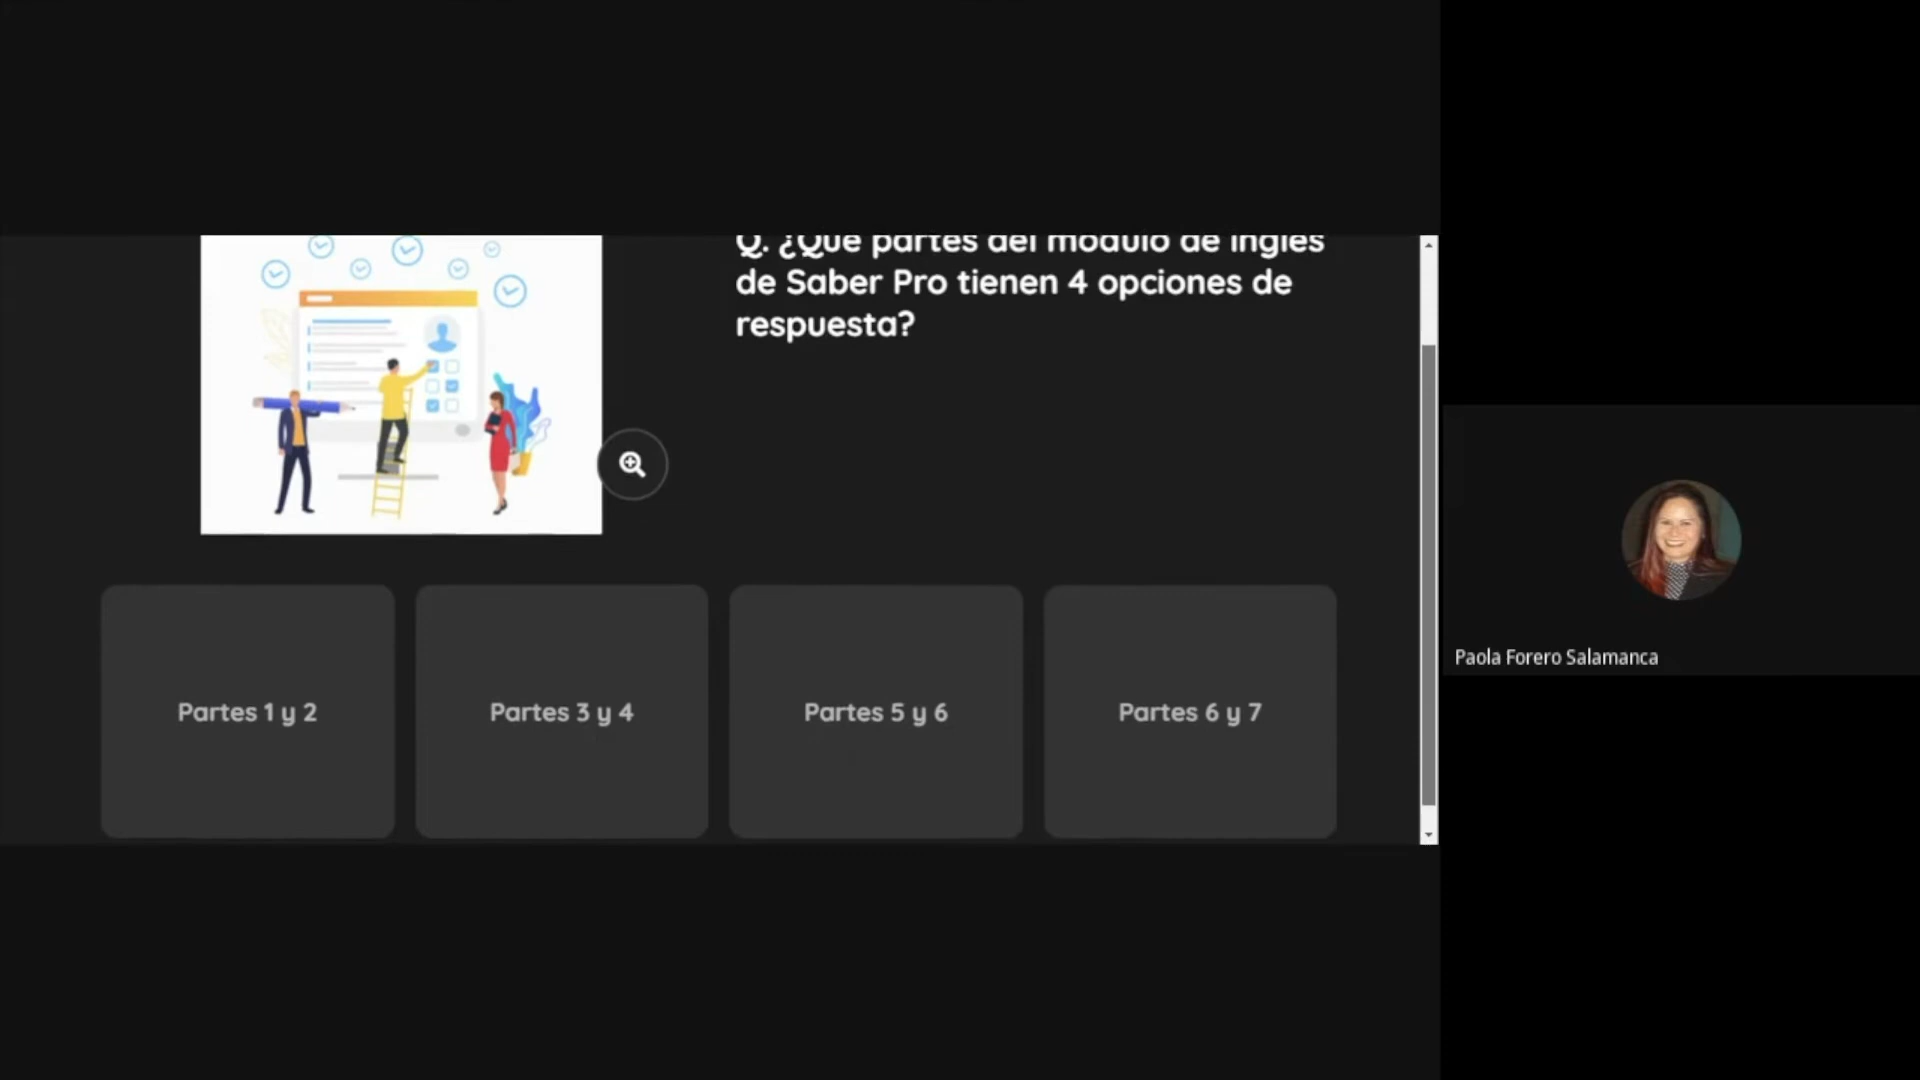 Q. ¿Qué partes del módulo de inglés
de Saber Pro tienen 4 opciones de
respuesta?
Partes 1 y 2
Partes 3 y 4
Partes 5 y 6
Partes 6 y 7
Paola Forero Salamanca